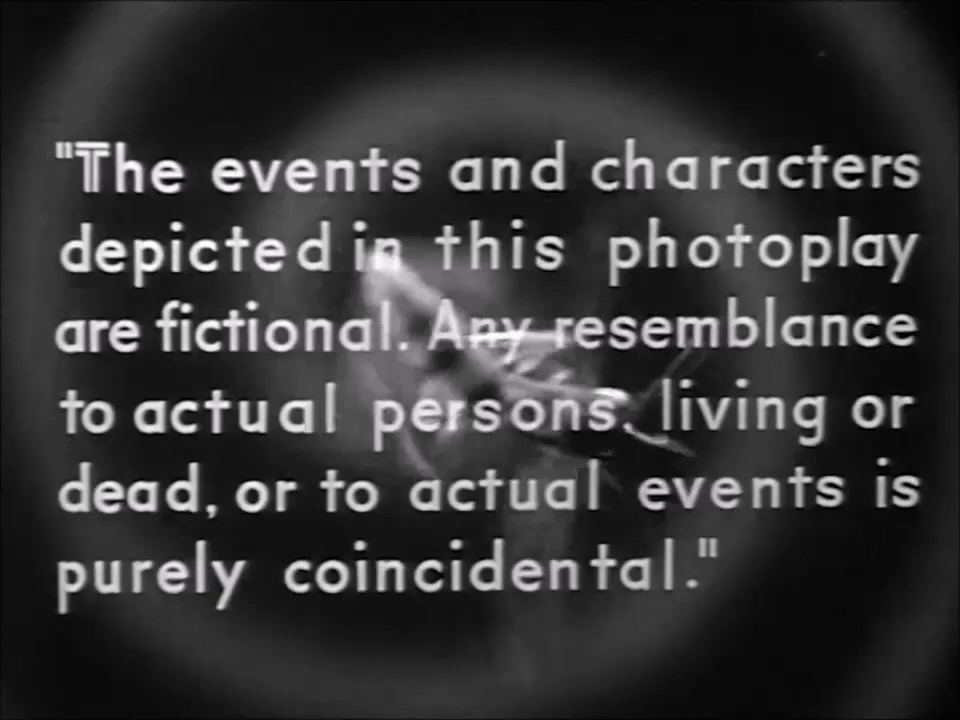 "The events and characters
depicted in this photoplay
are fictional. Any resemblance
to actual persons, living or
dead, or to actual events is
purely coincidental."